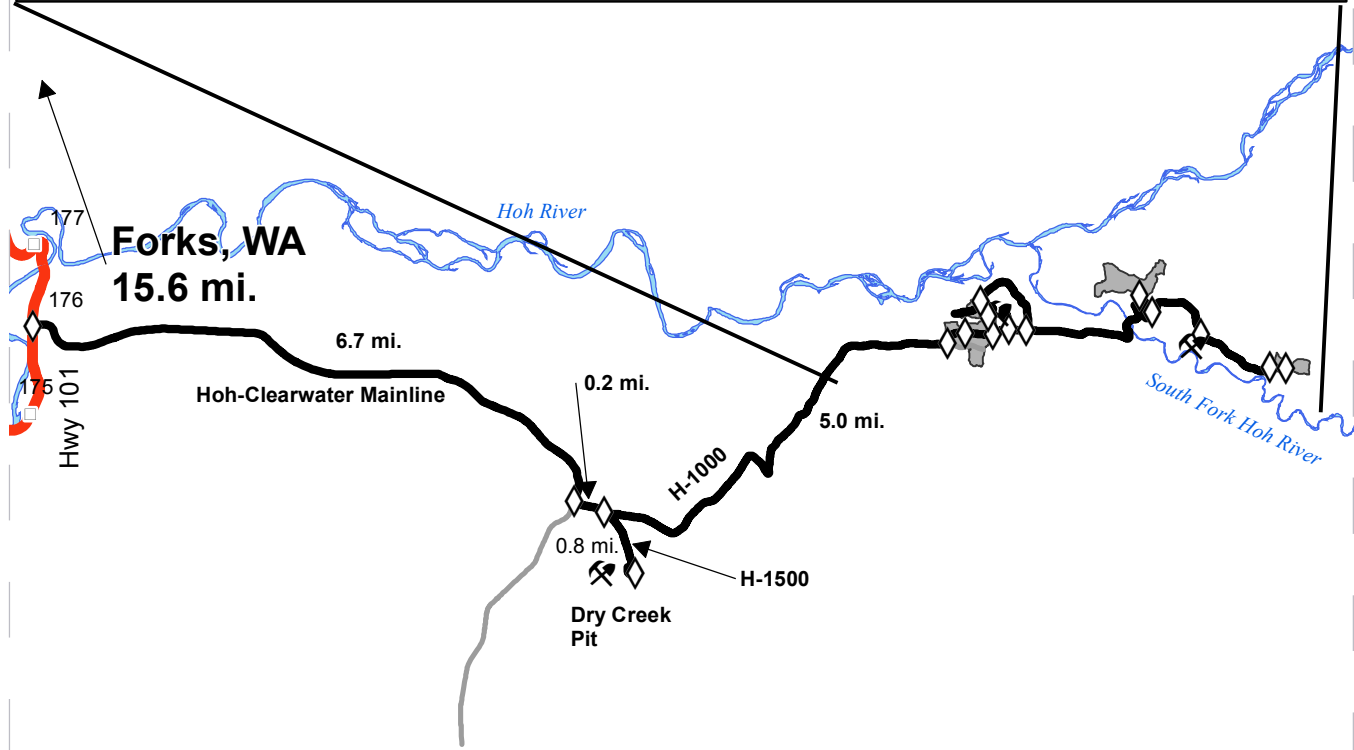 Hoh River
177
Forks, WA
15.6 mi.
176
6.7 mi.
175
Hwy 101
Hoh-Clearwater Mainline
0.2 mi.
5.0 mi.
South Fork Hoh River
H-1000
0.8 mi.
H-1500
Dry Creek
Pit